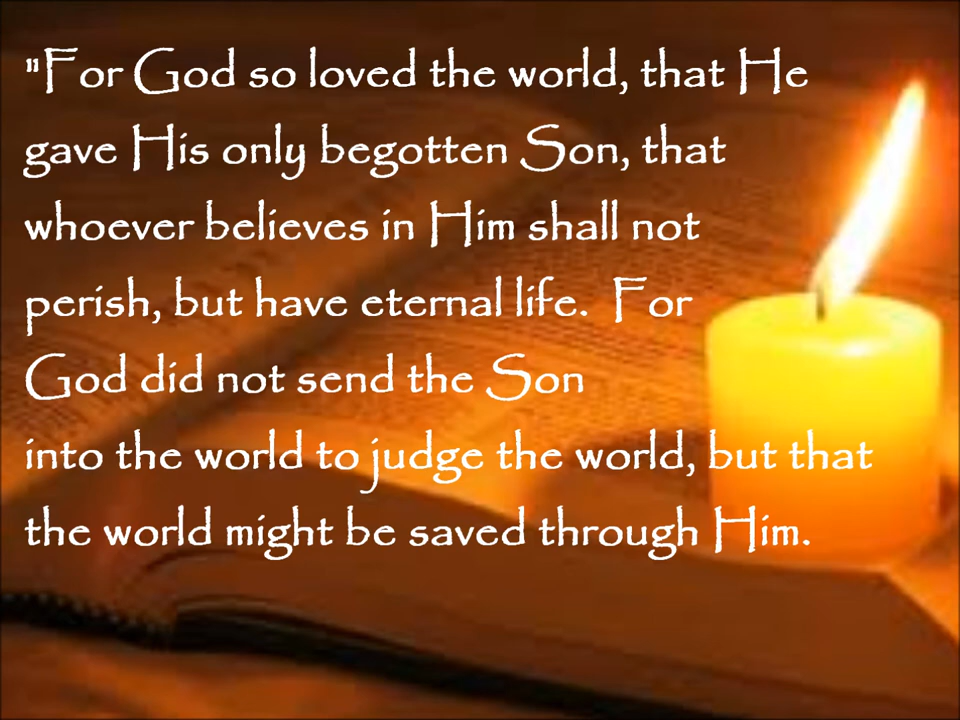 "For God so loved the world, that He
gave His only begotten Son, that
whoever believes in Him shall not
perish, but have eternal life.  For
God did not send the Son
into the world to judge the world, but that
the world might be saved through Him.